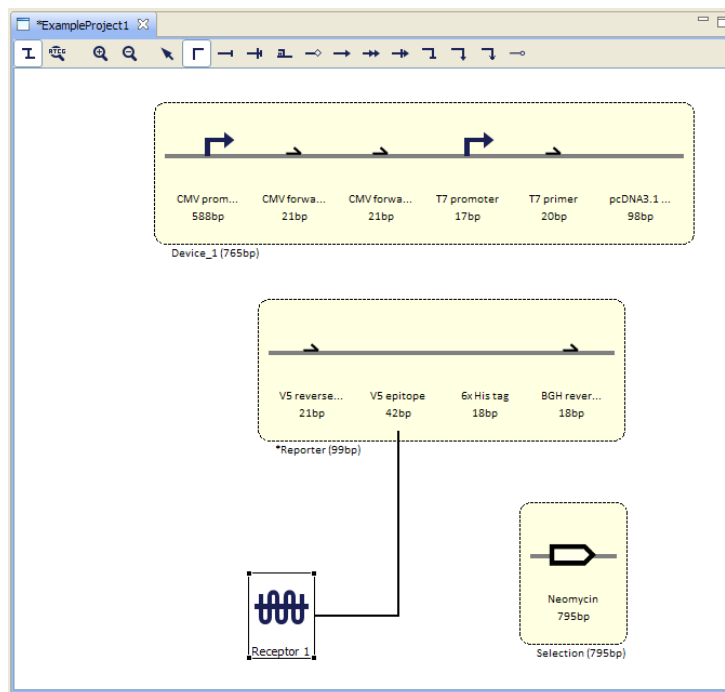 *ExampleProject1
CMV prom... CMV forwa... CMV forwa... T7 promoter T7 primer pcDNA3.1 ...
588bp 21bp 21bp 17bp 20bp 98bp
Device_1 (765bp)
V5 reverse... V5 epitope 6x His tag BGH rever...
21bp 42bp 18bp 18bp
*Reporter (99bp)
Neomycin
795bp
Receptor 1
Selection (795bp)